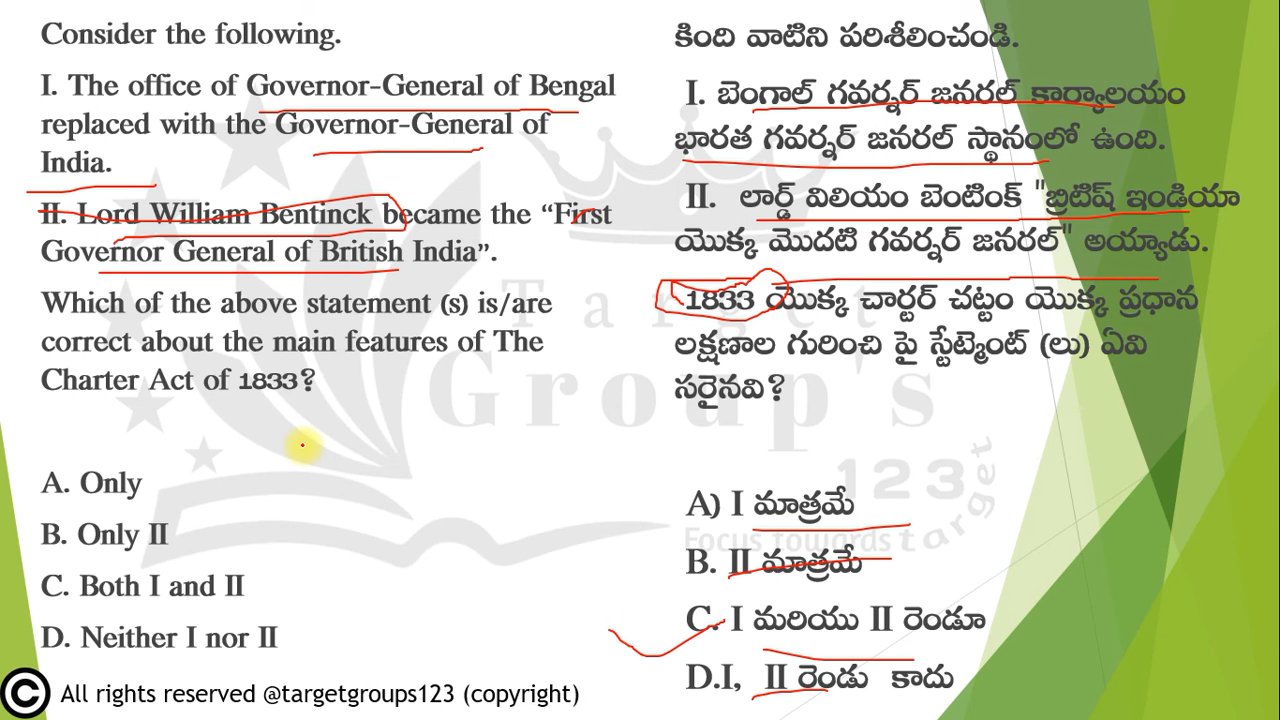 Consider the following.
I. The office of Governor-General of Bengal
replaced with the Governor-General of
India.
II. Lord William Bentinck became the “First
Governor General of British India”.
Which of the above statement (s) is/are
correct about the main features of The
Charter Act of 1833?
A. Only
B. Only II
C. Both I and II
D. Neither I nor II
కింది వాటిని పరిశీలించండి.
I. బెంగాల్ గవర్నర్ జనరల్ కార్యాలయం
భారత గవర్నర్ జనరల్ స్థానంలో ఉంది.
II. లార్డ్ విలియం బెంటింక్ "బ్రిటిష్ ఇండియా
యొక్క మొదటి గవర్నర్ జనరల్" అయ్యాడు.
1833 యొక్క చార్టర్ చట్టం యొక్క ప్రధాన
లక్షణాల గురించి పై స్టేట్మెంట్ (లు) ఏవి
సరైనవి?
A) I మాత్రమే
B. II మాత్రమే
C. I మరియు II రెండూ
D.I, II రెండు కాదు
Target
Group's
123
Focus towards target
© All rights reserved @targetgroups123 (copyright)